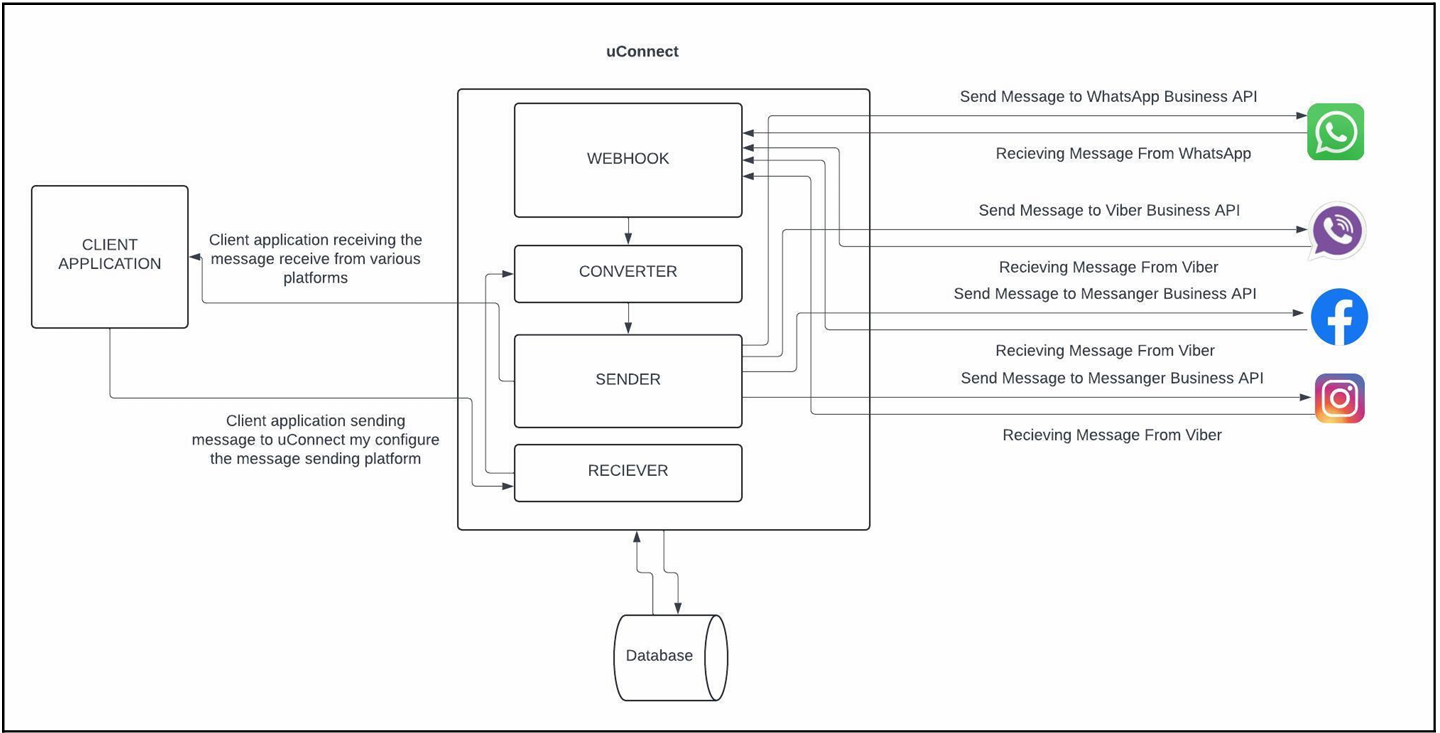 uConnect
Send Message to WhatsApp Business API
WEBHOOK
Recieving Message From WhatsApp
Send Message to Viber Business API
CLIENT
APPLICATION
Client application receiving the
message receive from various
platforms
CONVERTER
Recieving Message From Viber
Send Message to Messanger Business API
Recieving Message From Viber
SENDER
Send Message to Messanger Business API
Client application sending
message to uConnect my configure
the message sending platform
Recieving Message From Viber
RECIEVER
Database